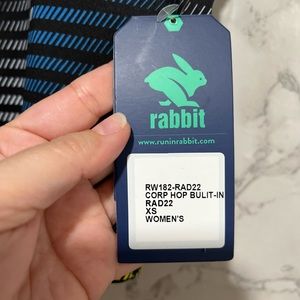 rabbit
www.runinrabbit.com
RW182-RAD22
CORP HOP BULIT-IN
RAD22
XS
WOMEN'S